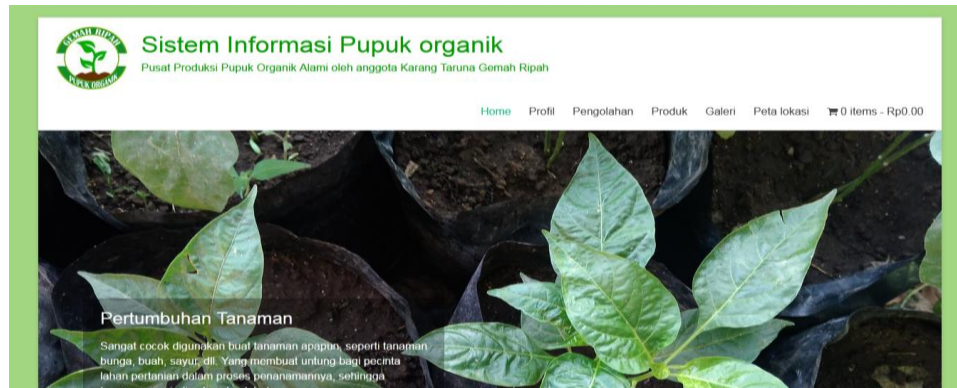 GEMAH RIPAH
PUPUK ORGANIK
Sistem Informasi Pupuk organik
Pusat Produksi Pupuk Organik Alami oleh anggota Karang Taruna Gemah Ripah
Home Profil Pengolahan Produk Galeri Peta lokasi 0 items - Rp0.00
Pertumbuhan Tanaman
Sangat cocok digunakan buat tanaman apapun, seperti tanaman
bunga, buah, sayur, dll. Yang membuat untung bagi pecinta
lahan pertanian dalam proses penanamannya, sehingga